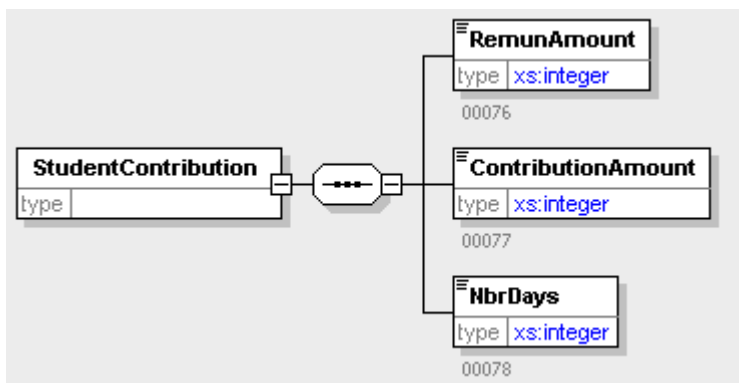 RemunAmount
type xs:integer
00076
StudentContribution
type
ContributionAmount
type xs:integer
00077
NbrDays
type xs:integer
00078